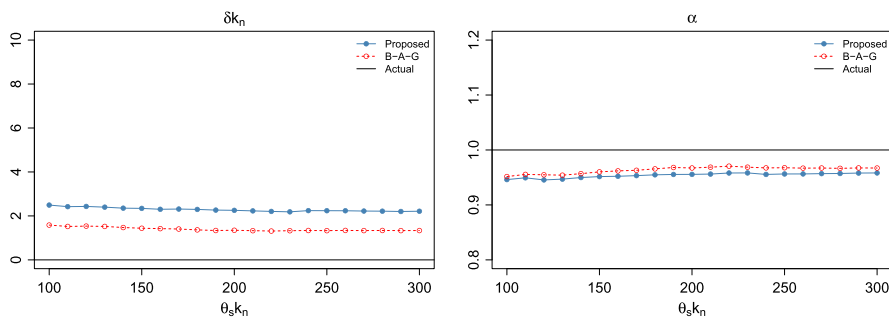 δkₙ
Proposed
B−A−G
Actual
10
8
6
4
2
0
100 150 200 250 300
θₛkₙ
α
Proposed
B−A−G
Actual
1.2
1.1
1.0
0.9
0.8
100 150 200 250 300
θₛkₙ